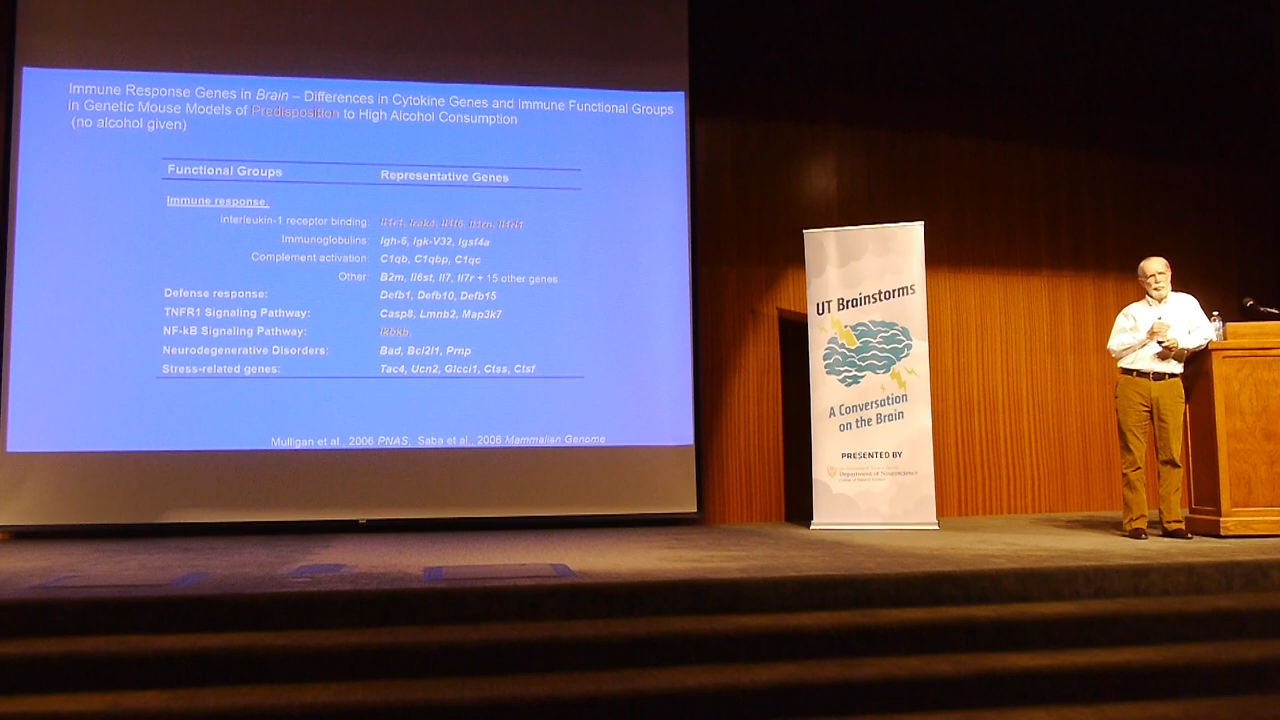 Immune Response Genes in Brain – Differences in Cytokine Genes and Immune Functional Groups
in Genetic Mouse Models of Predisposition to High Alcohol Consumption
(no alcohol given)
Functional Groups Representative Genes
Immune response:
Interleukin-1 receptor binding:
Immunoglobulins: Igh-6, Igk-V32, Igsf4a
Complement activation: C1qb, C1qbp, C1qc
Other: B2m, Il6st, Il7, Il7r + 15 other genes
Defense response: Defb1, Defb10, Defb15
TNFR1 Signaling Pathway: Casp8, Lmnb2, Map3k7
NF-kB Signaling Pathway:
Neurodegenerative Disorders: Bad, Bcl2l1, Prnp
Stress-related genes: Tac4, Ucn2, Glcci1, Ctss, Ctsf
Mulligan et al., 2006 PNAS, Saba et al., 2006 Mammalian Genome
UT Brainstorms
A Conversation
on the Brain
PRESENTED BY
Department of Neuroscience